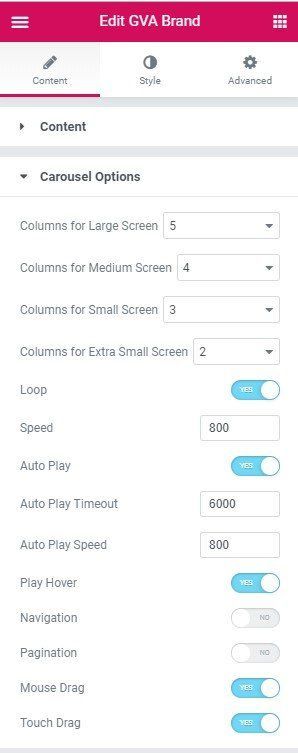 Edit GVA Brand
Content Style Advanced
Content
Carousel Options
Columns for Large Screen 5
Columns for Medium Screen 4
Columns for Small Screen 3
Columns for Extra Small Screen 2
Loop YES
Speed 800
Auto Play YES
Auto Play Timeout 6000
Auto Play Speed 800
Play Hover YES
Navigation NO
Pagination NO
Mouse Drag YES
Touch Drag YES